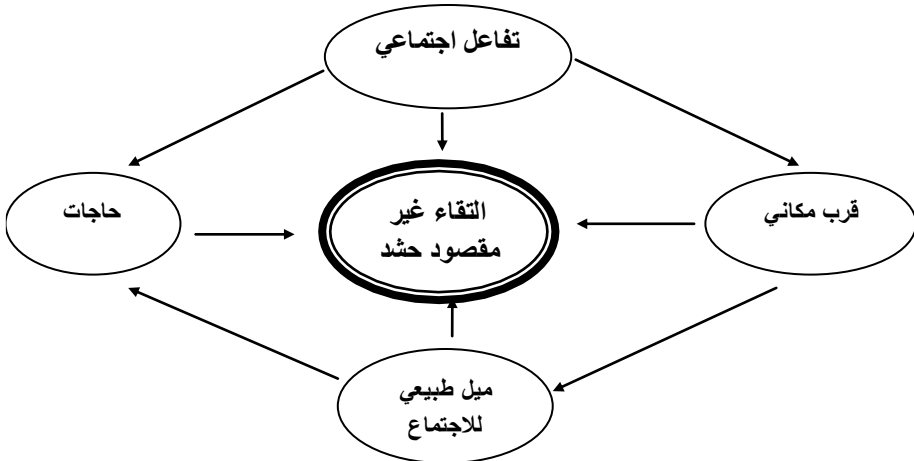 تفاعل اجتماعي
قرب مكاني
التقاء غير
مقصود حشد
حاجات
ميل طبيعي
للاجتماع